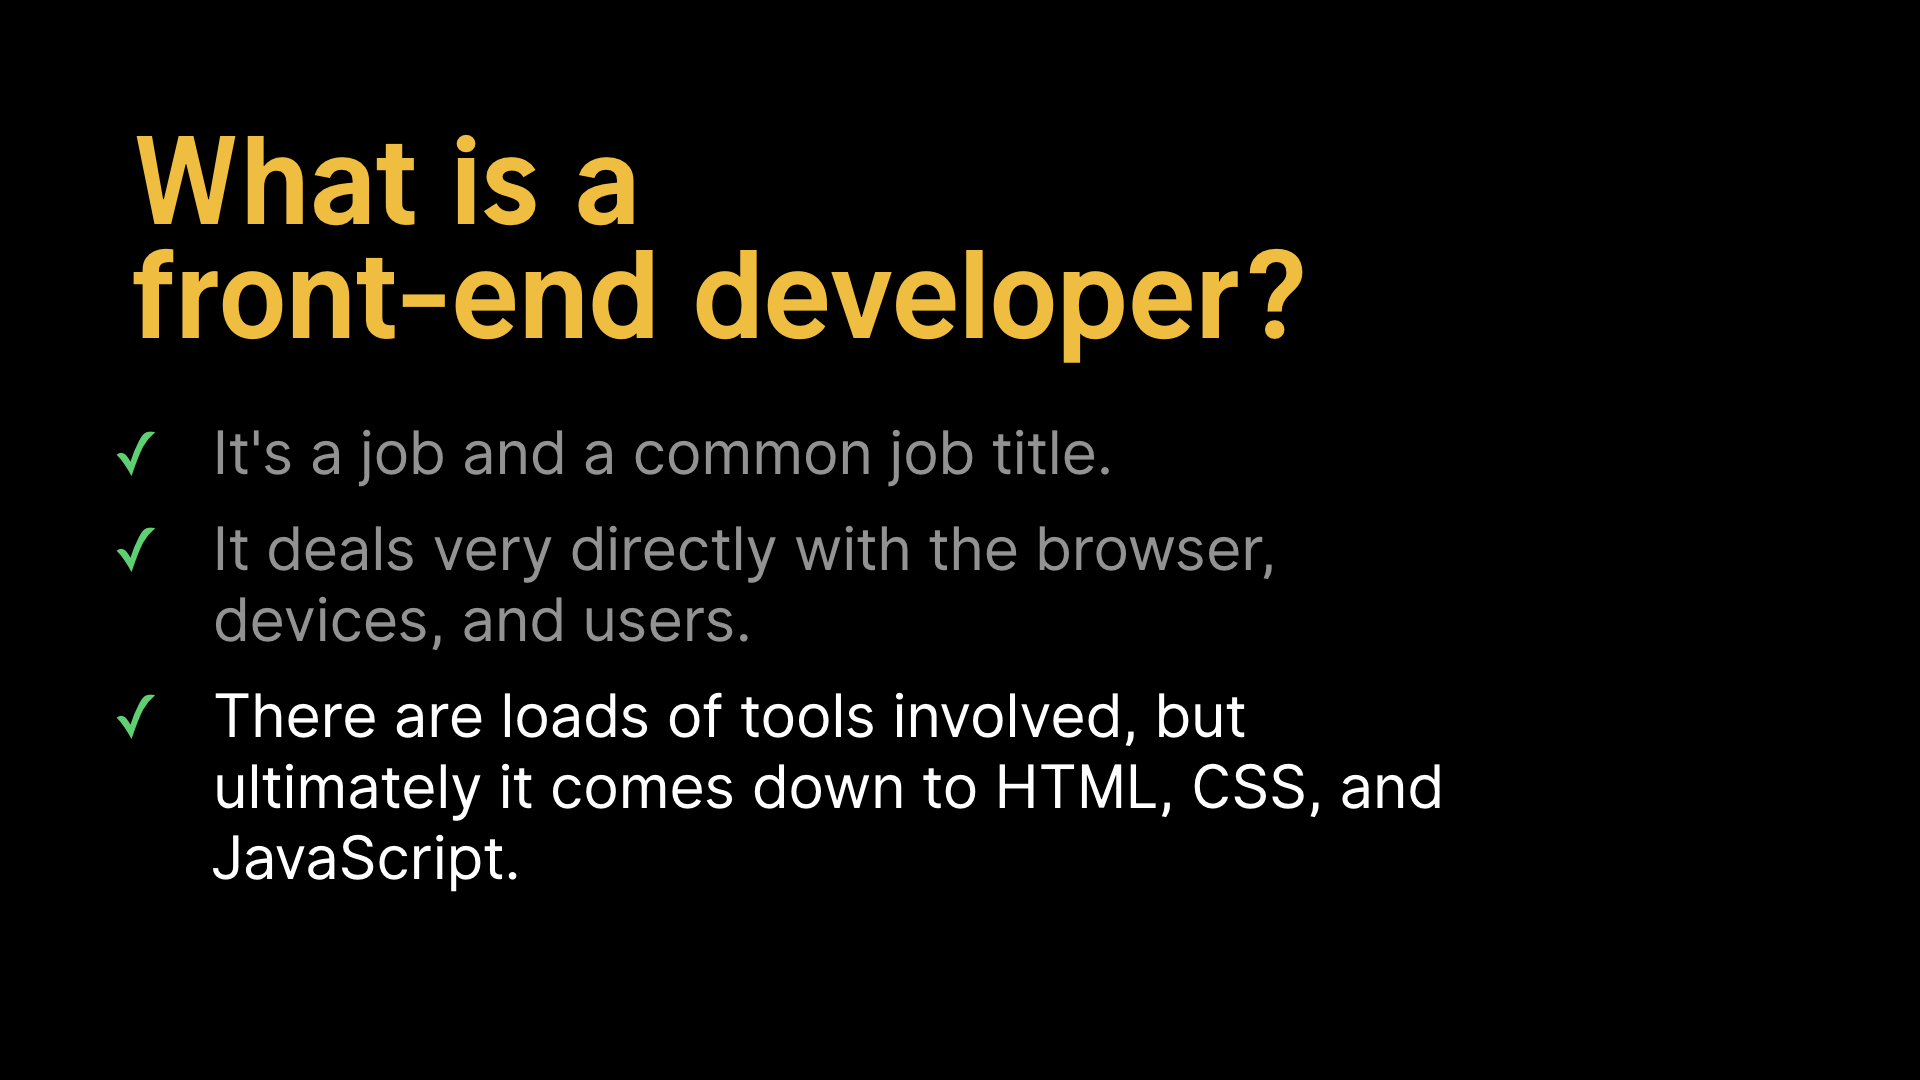 What is a
front-end developer?
✓ It's a job and a common job title.
✓ It deals very directly with the browser,
devices, and users.
✓ There are loads of tools involved, but
ultimately it comes down to HTML, CSS, and
JavaScript.